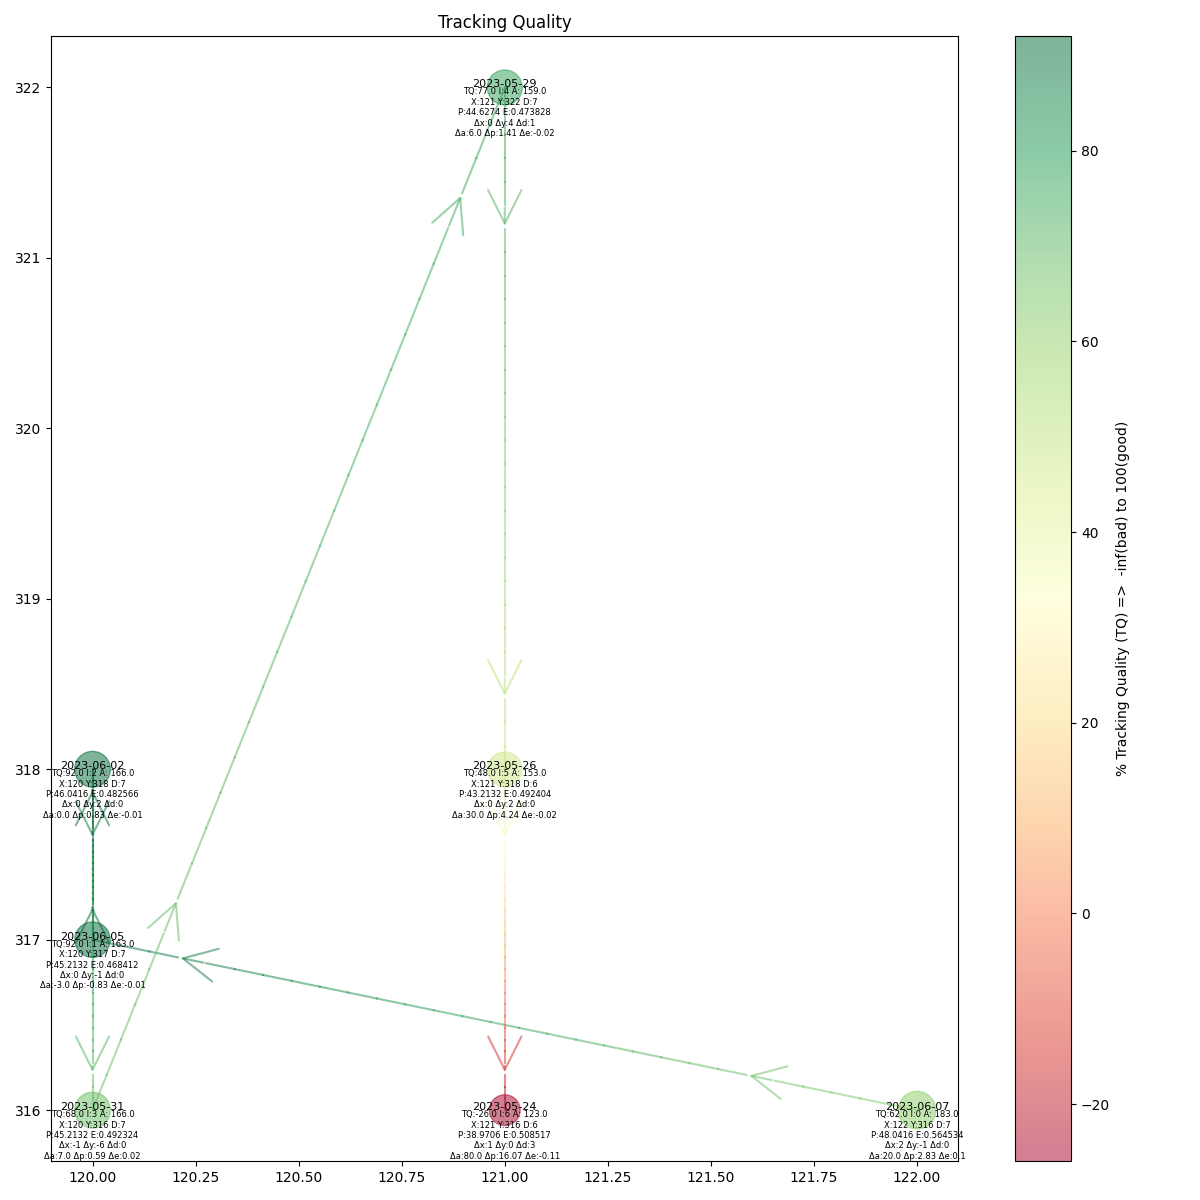 Tracking Quality
322
321
320
319
318
317
316
2023-05-29
TQ:77.0 I:4 A: 159.0
X:121 Y:322 D:7
P:44.6274 E:0.473828
Δx:0 Δy:4 Δd:1
Δa:6.0 Δp:1.41 Δe:-0.02
2023-06-02
TQ:92.0 I:2 A: 166.0
X:120 Y:318 D:7
P:46.0416 E:0.482566
Δx:0 Δy:2 Δd:0
Δa:0.0 Δp:0.83 Δe:-0.01
2023-05-26
TQ:48.0 I:5 A: 153.0
X:121 Y:318 D:6
P:43.2132 E:0.492404
Δx:0 Δy:2 Δd:0
Δa:30.0 Δp:4.24 Δe:-0.02
2023-06-05
TQ:92.0 I:1 A: 163.0
X:120 Y:317 D:7
P:45.2132 E:0.468412
Δx:0 Δy:-1 Δd:0
Δa:-3.0 Δp:-0.83 Δe:-0.01
2023-05-31
TQ:68.0 I:3 A: 166.0
X:120 Y:316 D:7
P:45.2132 E:0.492324
Δx:-1 Δy:-6 Δd:0
Δa:7.0 Δp:0.59 Δe:0.02
2023-05-24
TQ:-26.0 I:6 A: 123.0
X:121 Y:316 D:6
P:38.9706 E:0.508517
Δx:1 Δy:0 Δd:3
Δa:80.0 Δp:16.07 Δe:-0.11
2023-06-07
TQ:62.0 I:0 A: 183.0
X:122 Y:316 D:7
P:48.0416 E:0.564534
Δx:2 Δy:-1 Δd:0
Δa:20.0 Δp:2.83 Δe:0.1
120.00 120.25 120.50 120.75 121.00 121.25 121.50 121.75 122.00
80
60
40
20
0
−20
% Tracking Quality (TQ) => -inf(bad) to 100(good)